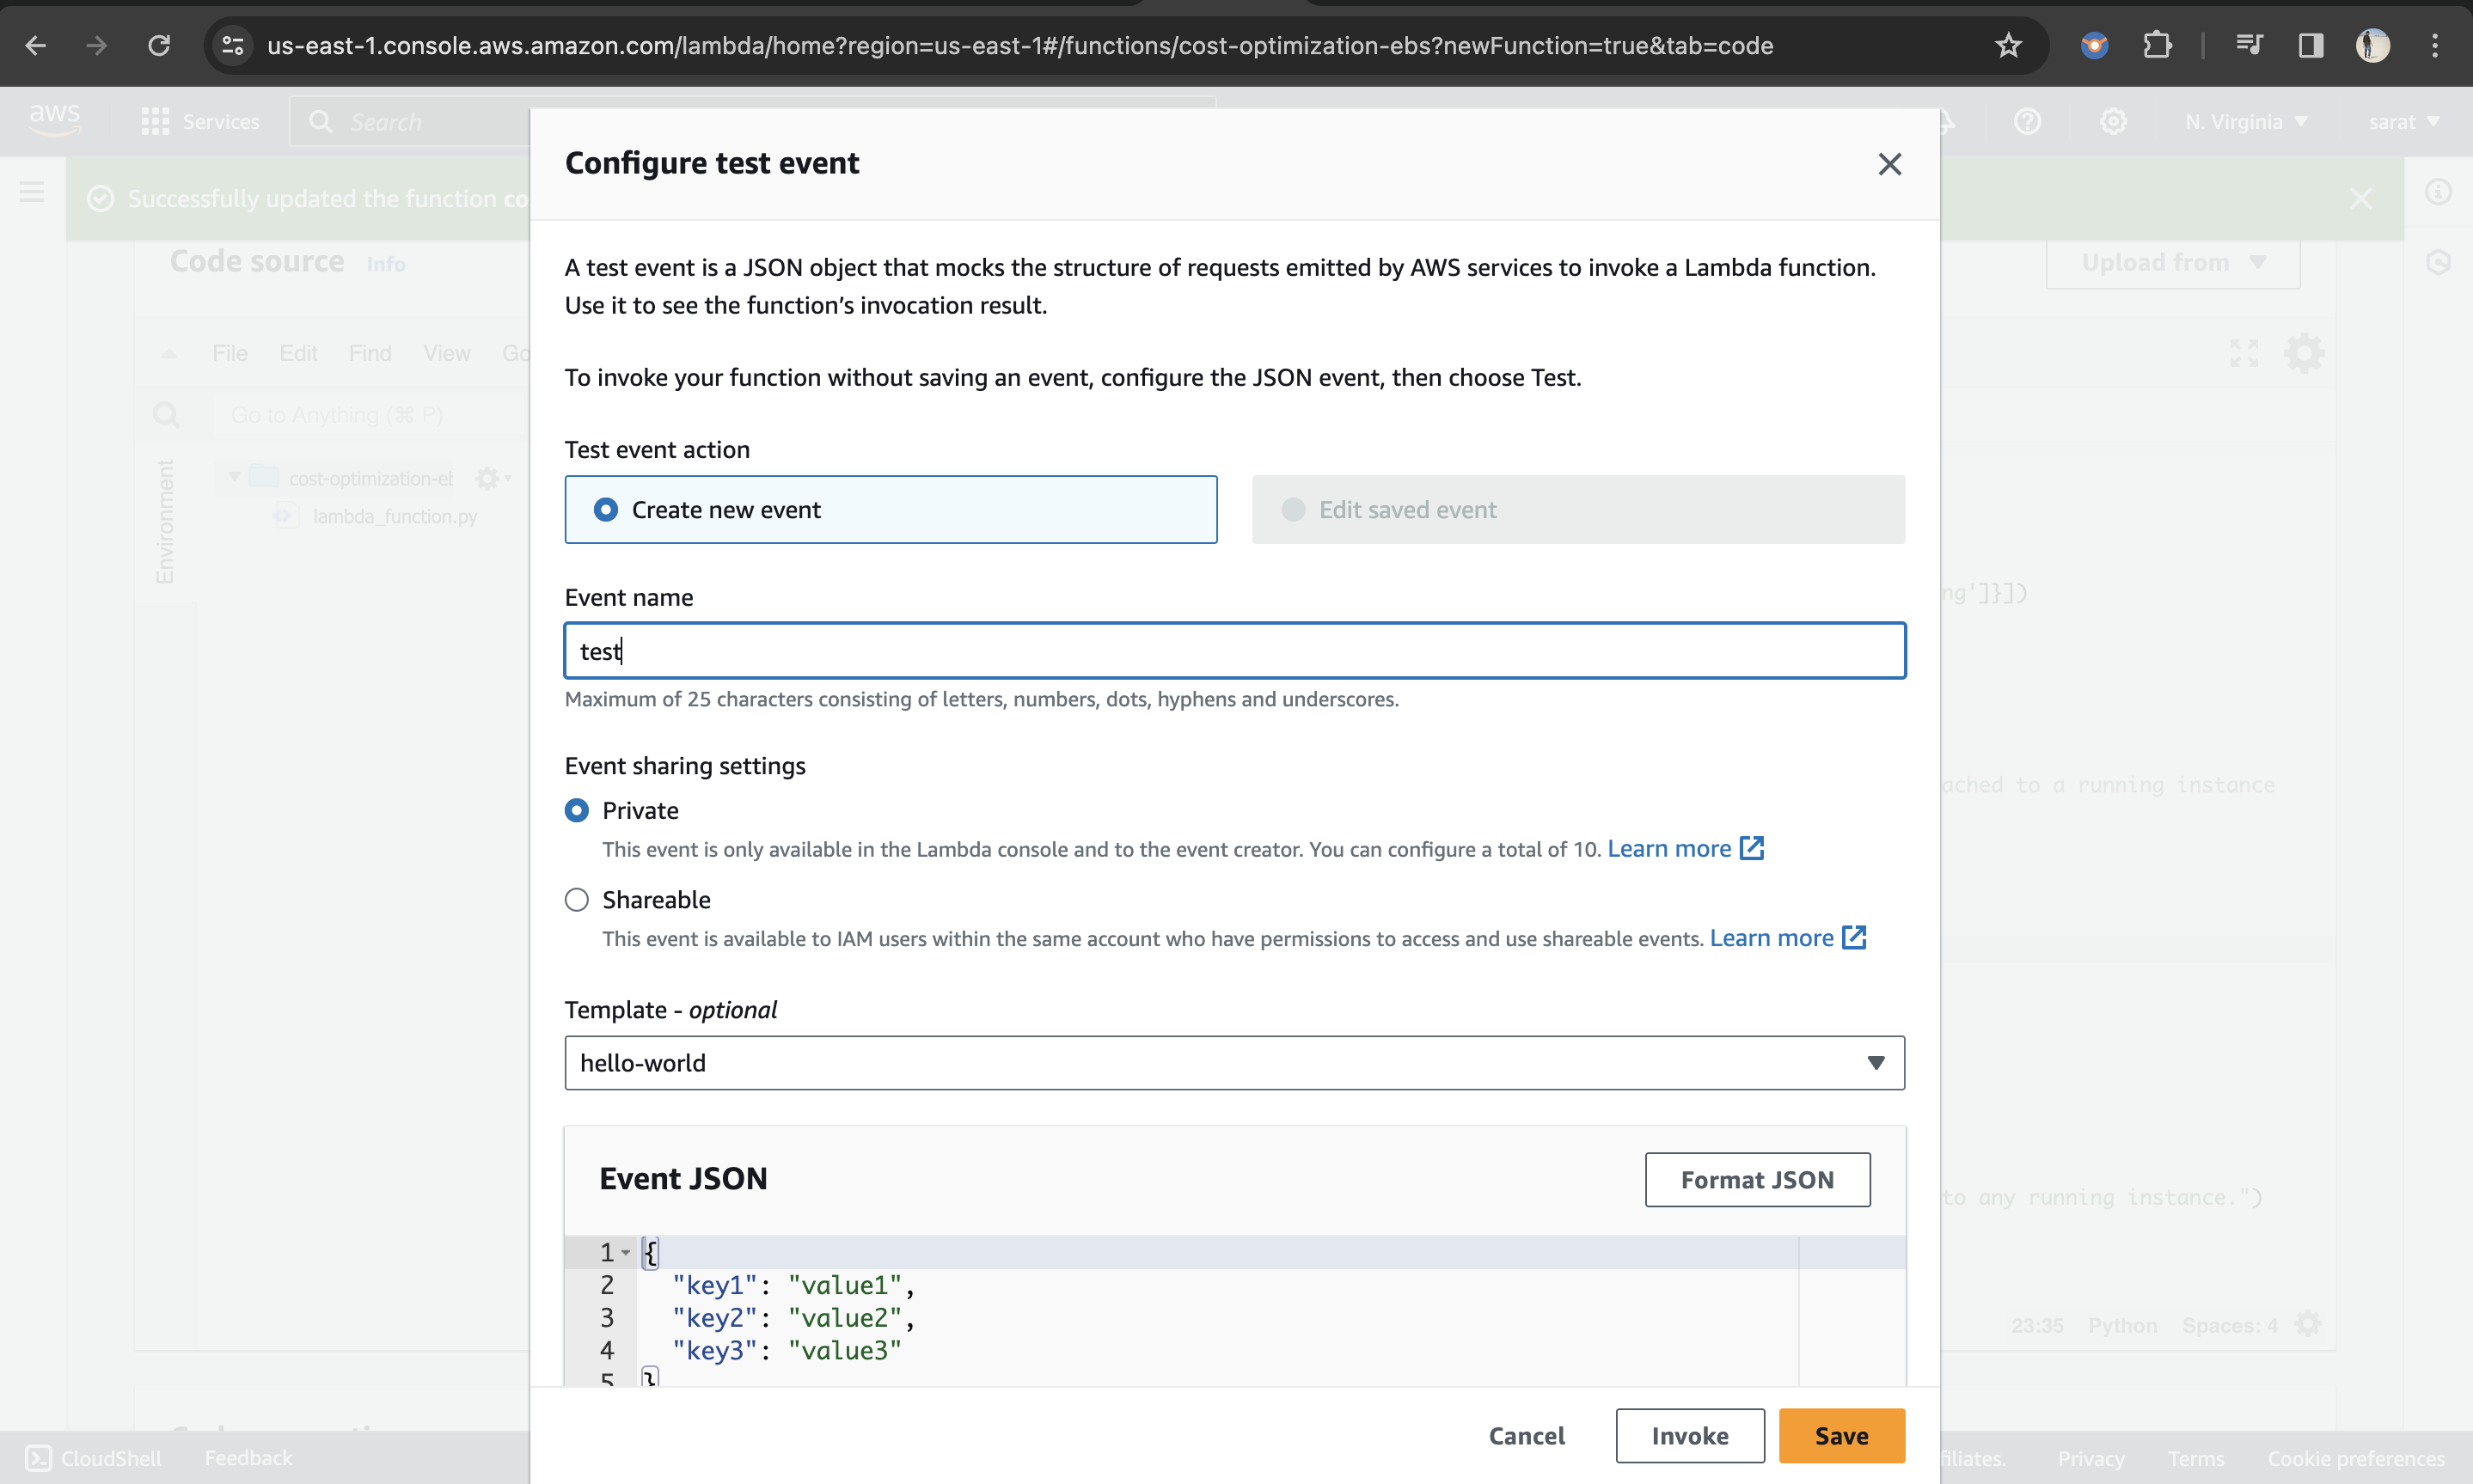 us-east-1.console.aws.amazon.com/lambda/home?region=us-east-1#/functions/cost-optimization-ebs?newFunction=true&tab=code
aws
Services
Search
N. Virginia
sarat
Configure test event
Successfully updated the function co
Code source
Info
Upload from
A test event is a JSON object that mocks the structure of requests emitted by AWS services to invoke a Lambda function.
Use it to see the function's invocation result.
File Edit Find View Go
To invoke your function without saving an event, configure the JSON event, then choose Test.
Go to Anything (⌘ P)
Test event action
Environment
cost-optimization-el
lambda_function.py
Create new event
Edit saved event
Event name
ng']}])
test
Maximum of 25 characters consisting of letters, numbers, dots, hyphens and underscores.
Event sharing settings
ached to a running instance
Private
This event is only available in the Lambda console and to the event creator. You can configure a total of 10. Learn more
Shareable
This event is available to IAM users within the same account who have permissions to access and use shareable events. Learn more
Template - optional
hello-world
Event JSON
Format JSON
to any running instance.")
1 {
2 "key1": "value1",
3 "key2": "value2",
4 "key3": "value3"
5 }
23:35 Python Spaces: 4
Cancel
Invoke
Save
CloudShell
Feedback
filiates.
Privacy
Terms
Cookie preferences